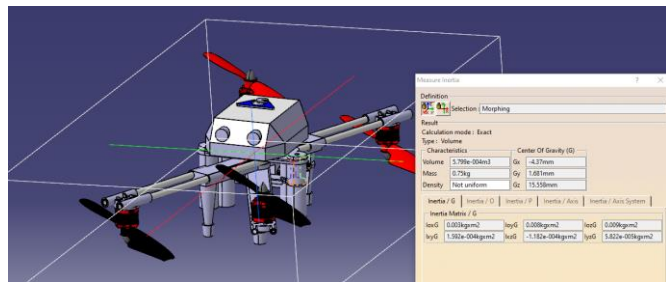 Measure Inertia ? ×
Definition
Selection : Morphing
Result
Calculation mode : Exact
Type : Volume
Characteristics Center Of Gravity (G)
Volume 5.799e-004m3 Gx -4.37mm
Mass 0.75kg Gy 1.681mm
Density Not uniform Gz 15.558mm
Inertia / G Inertia / O Inertia / P Inertia / Axis Inertia / Axis System
Inertia Matrix / G
IoxG 0.003kgxm2 IoyG 0.008kgxm2 IozG 0.009kgxm2
IxyG 1.592e-004kgxm2 IxzG -1.182e-004kgxm2 IyzG 5.822e-005kgxm2